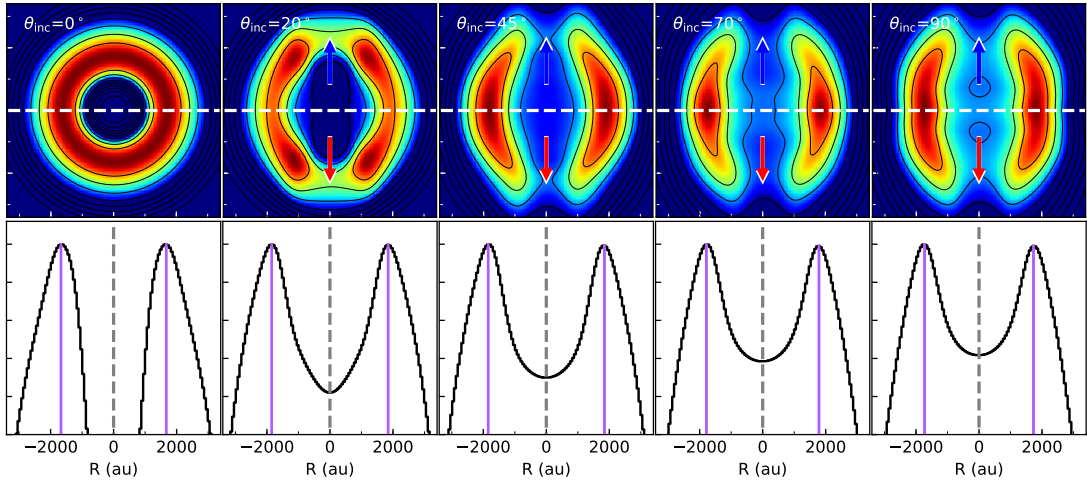 θinc=0° θinc=20° θinc=45° θinc=70° θinc=90°
−2000 0 2000 −2000 0 2000 −2000 0 2000 −2000 0 2000 −2000 0 2000
R (au) R (au) R (au) R (au) R (au)